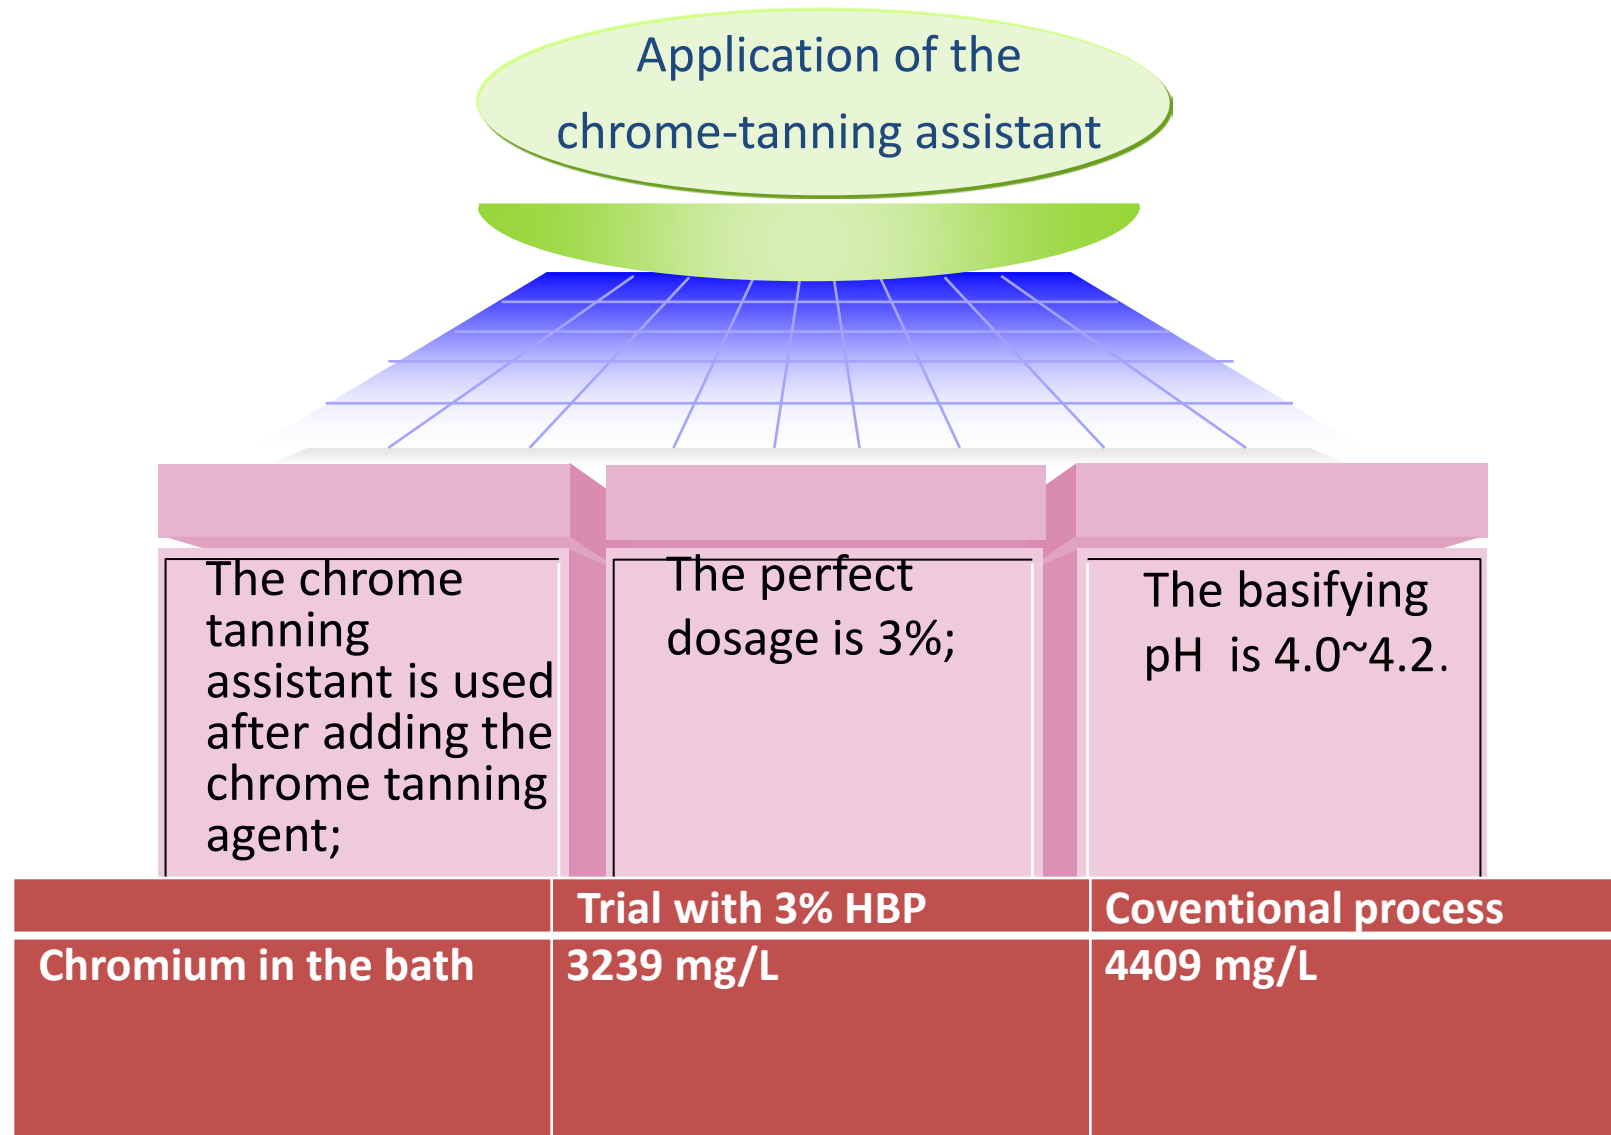 Application of the
chrome-tanning assistant
The chrome
tanning
assistant is used
after adding the
chrome tanning
agent;
The perfect
dosage is 3%;
The basifying
pH  is 4.0~4.2.
Trial with 3% HBP
Coventional process
Chromium in the bath
3239 mg/L
4409 mg/L